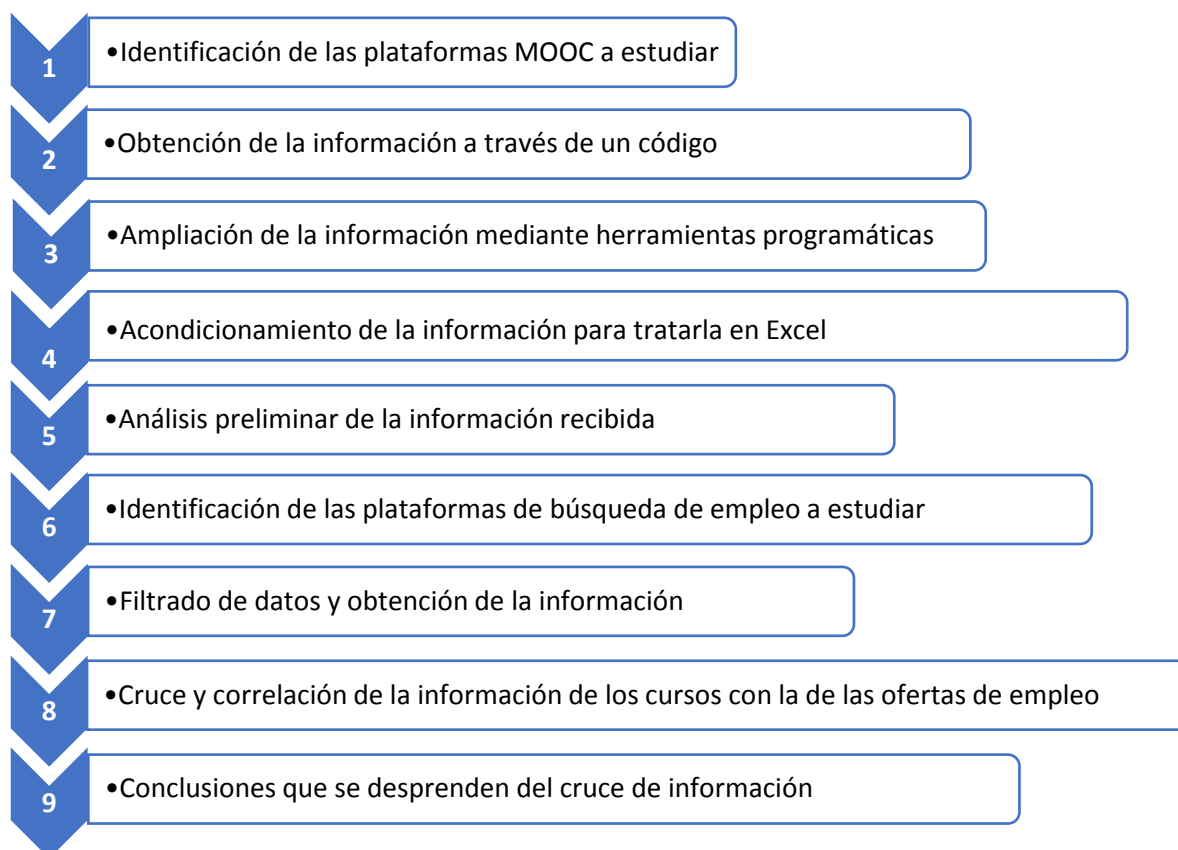 1
•Identificación de las plataformas MOOC a estudiar
2
•Obtención de la información a través de un código
3
•Ampliación de la información mediante herramientas programáticas
4
•Acondicionamiento de la información para tratarla en Excel
5
•Análisis preliminar de la información recibida
6
•Identificación de las plataformas de búsqueda de empleo a estudiar
7
•Filtrado de datos y obtención de la información
8
•Cruce y correlación de la información de los cursos con la de las ofertas de empleo
9
•Conclusiones que se desprenden del cruce de información